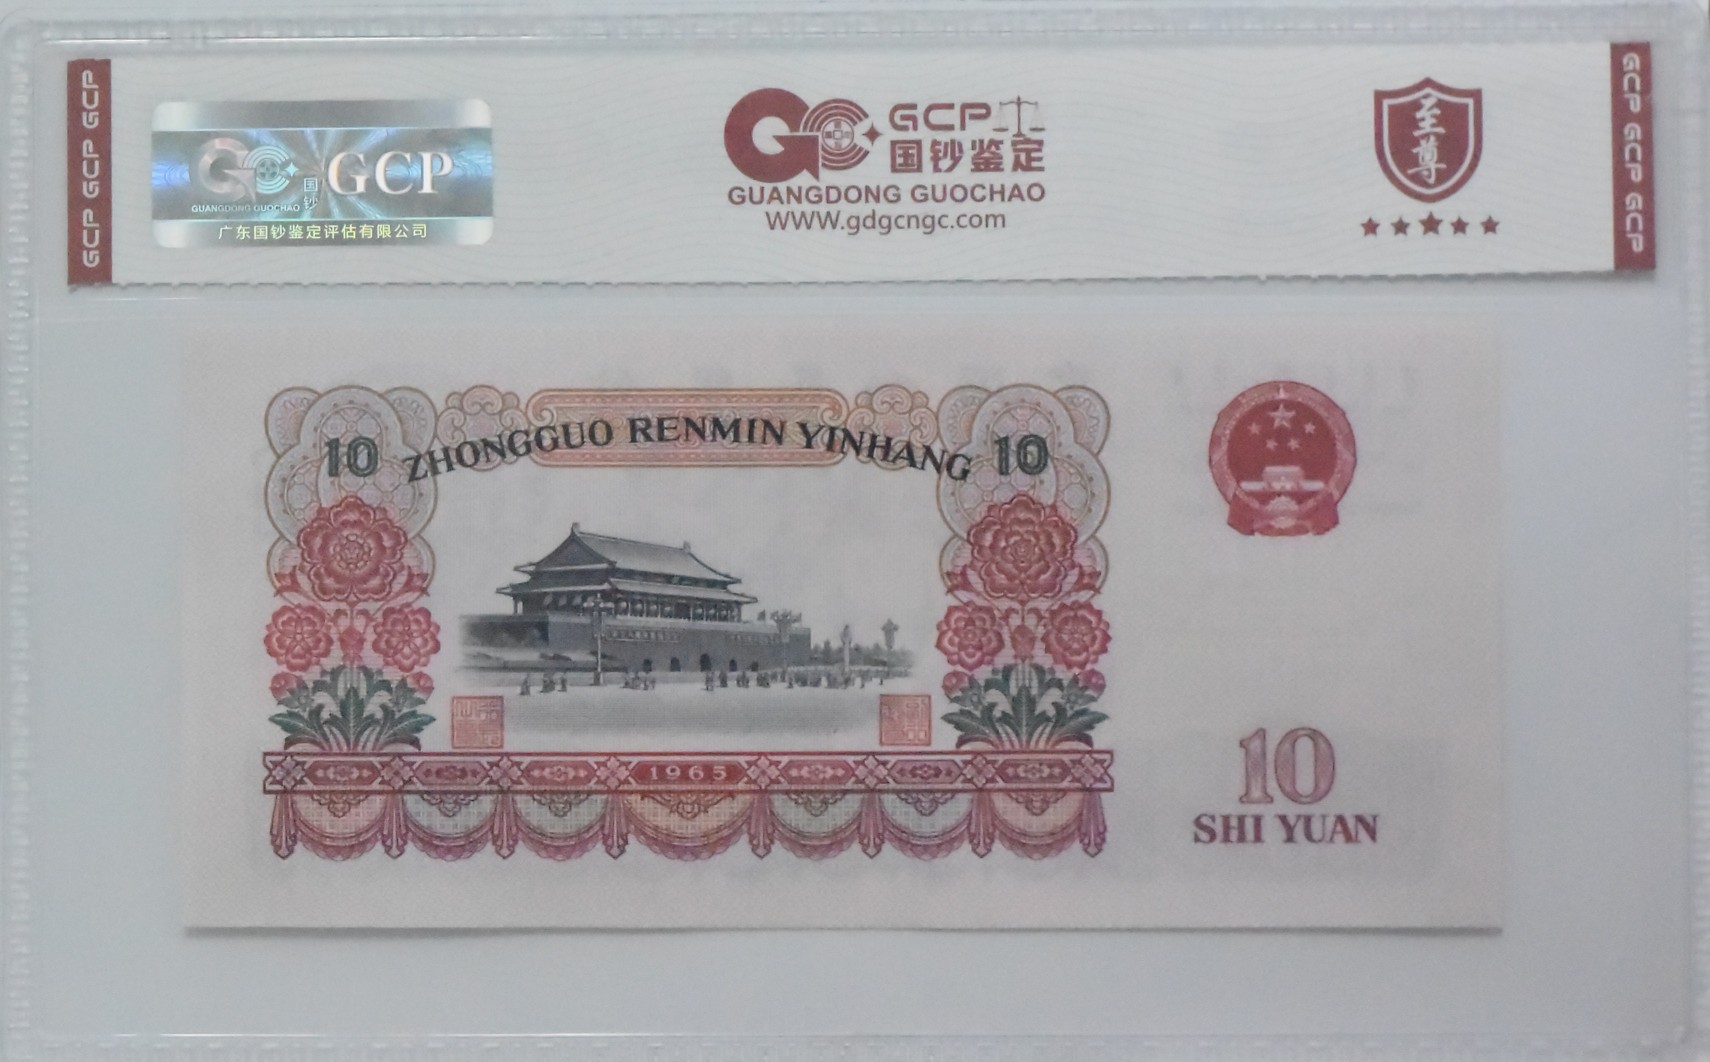 GCP GCP GCP
GCP
国钞
GUANGDONG GUOCHAO
广东国钞鉴定评估有限公司
GCP
国钞鉴定
GUANGDONG GUOCHAO
WWW.gdgcngc.com
至尊
GCP GCP GCP
10 ZHONGGUO RENMIN YINHANG 10
1965
10
SHI YUAN